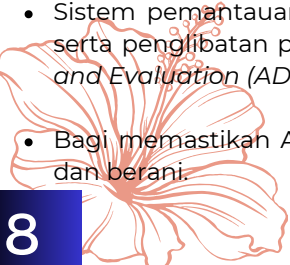 • Sistem pemantauan
serta penglibatan
and Evaluation (AD
• Bagi memastikan
dan berani.
8